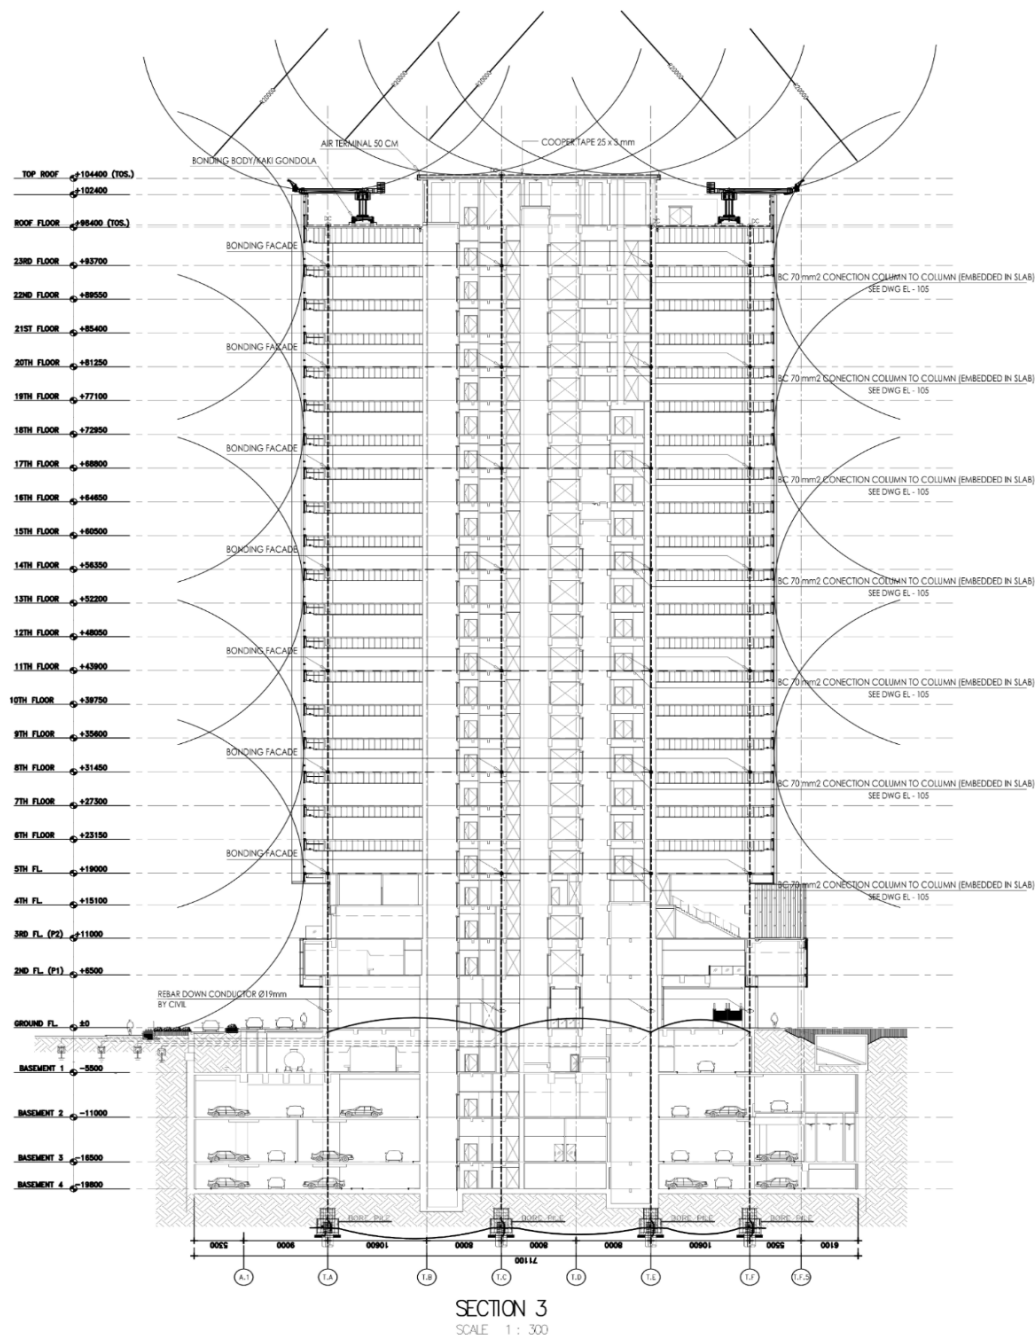 AIR TERMINAL 50 CM
COOPER TAPE 25 x 3 mm
BONDING BODY/KAKI GONDOLA
TOP ROOF +104400 (TOS.)
+102400
ROOF FLOOR +98400 (TOS.)
BONDING FACADE
23RD FLOOR +93700
BC 70 mm2 CONECTION COLUMN TO COLUMN (EMBEDDED IN SLAB)
SEE DWG EL - 105
22ND FLOOR +89550
21ST FLOOR +85400
BONDING FACADE
20TH FLOOR +81250
BC 70 mm2 CONECTION COLUMN TO COLUMN (EMBEDDED IN SLAB)
SEE DWG EL - 105
19TH FLOOR +77100
18TH FLOOR +72950
BONDING FACADE
17TH FLOOR +68800
BC 70 mm2 CONECTION COLUMN TO COLUMN (EMBEDDED IN SLAB)
SEE DWG EL - 105
16TH FLOOR +64650
15TH FLOOR +60500
BONDING FACADE
14TH FLOOR +56350
BC 70 mm2 CONECTION COLUMN TO COLUMN (EMBEDDED IN SLAB)
SEE DWG EL - 105
13TH FLOOR +52200
12TH FLOOR +48050
BONDING FACADE
11TH FLOOR +43900
BC 70 mm2 CONECTION COLUMN TO COLUMN (EMBEDDED IN SLAB)
SEE DWG EL - 105
10TH FLOOR +39750
9TH FLOOR +35600
BONDING FACADE
8TH FLOOR +31450
BC 70 mm2 CONECTION COLUMN TO COLUMN (EMBEDDED IN SLAB)
SEE DWG EL - 105
7TH FLOOR +27300
6TH FLOOR +23150
BONDING FACADE
5TH FL. +19000
BC 70 mm2 CONECTION COLUMN TO COLUMN (EMBEDDED IN SLAB)
SEE DWG EL - 105
4TH FL. +15100
3RD FL. (P2) +11000
2ND FL. (P1) +6500
REBAR DOWN CONDUCTOR Ø19mm
BY CIVIL
GROUND FL. ±0
BASEMENT 1 -5500
BASEMENT 2 -11000
BASEMENT 3 -16500
BASEMENT 4 -19800
BORE PILE BORE PILE BORE PILE BORE PILE
5300 9000 10600 8000 8000 8000 10600 5500 6100
71100
A.1 T.A T.B T.C T.D T.E T.F T.F.5
SECTION 3
SCALE 1 : 300